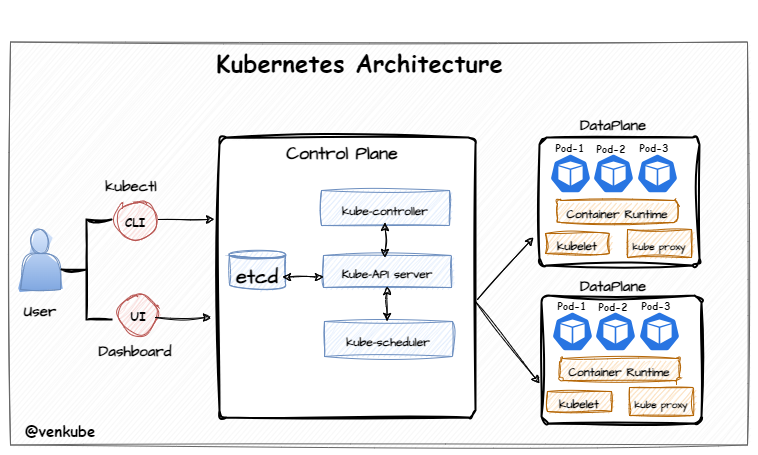 Kubernetes Architecture
kubectl
CLI
User
UI
Dashboard
Control Plane
Kube-controller
etcd
Kube-API server
kube-scheduler
DataPlane
Pod-1 Pod-2 Pod-3
Container Runtime
Kubelet
kube proxy
DataPlane
Pod-1 Pod-2 Pod-3
Container Runtime
Kubelet
kube proxy
@venkube